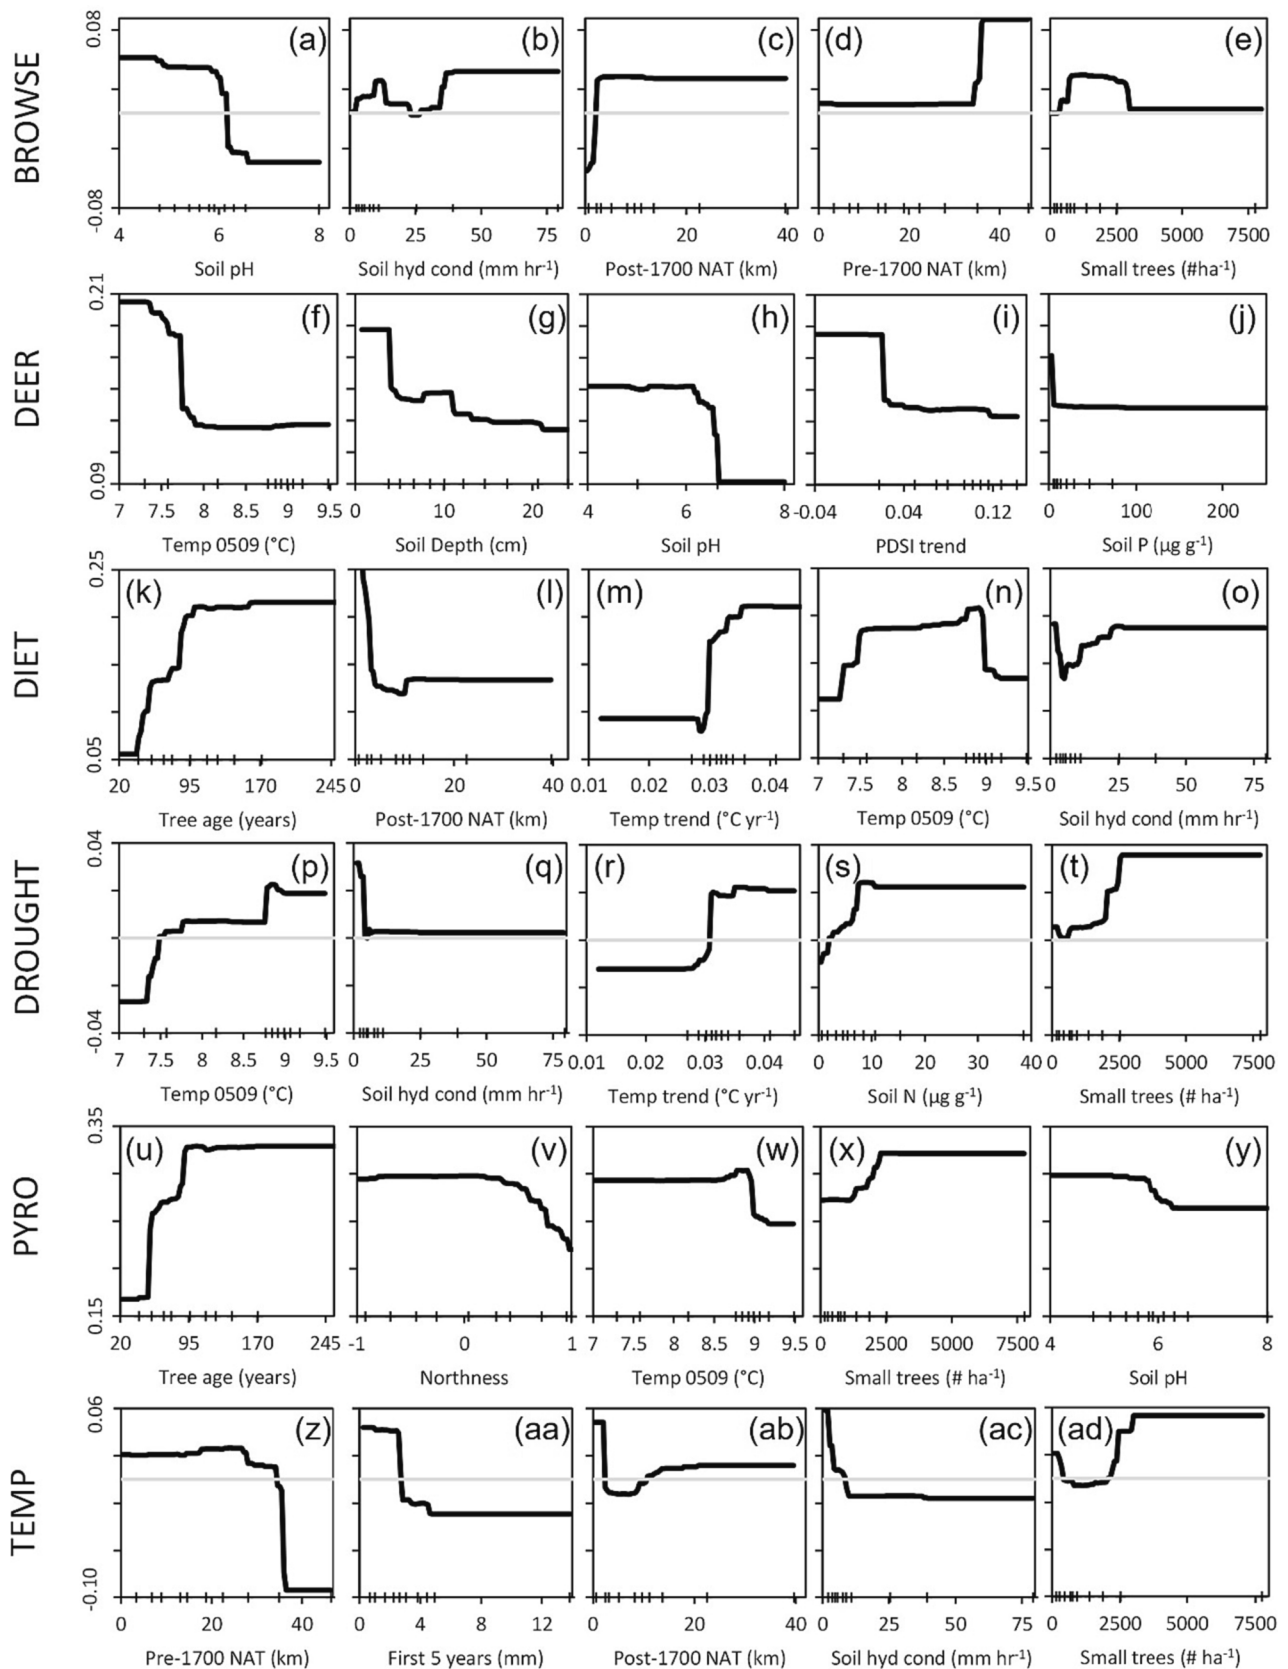 BROWSE
0.08
-0.08
(a) (b) (c) (d) (e)
4 6 8 0 25 50 75 0 20 40 0 20 40 0 2500 5000 7500
Soil pH Soil hyd cond (mm hr-1) Post-1700 NAT (km) Pre-1700 NAT (km) Small trees (#ha-1)
DEER
0.21
0.09
(f) (g) (h) (i) (j)
7 7.5 8 8.5 9 9.5 0 10 20 4 6 8 -0.04 0.04 0.12 0 100 200
Temp 0509 (°C) Soil Depth (cm) Soil pH PDSI trend Soil P (µg g-1)
DIET
0.25
0.05
(k) (l) (m) (n) (o)
20 95 170 245 0 20 40 0.01 0.02 0.03 0.04 7 7.5 8 8.5 9 9.5 0 25 50 75
Tree age (years) Post-1700 NAT (km) Temp trend (°C yr-1) Temp 0509 (°C) Soil hyd cond (mm hr-1)
DROUGHT
0.04
-0.04
(p) (q) (r) (s) (t)
7 7.5 8 8.5 9 9.5 0 25 50 75 0.01 0.02 0.03 0.04 0 10 20 30 40 0 2500 5000 7500
Temp 0509 (°C) Soil hyd cond (mm hr-1) Temp trend (°C yr-1) Soil N (µg g-1) Small trees (# ha-1)
PYRO
0.35
0.15
(u) (v) (w) (x) (y)
20 95 170 245 -1 0 1 7 7.5 8 8.5 9 9.5 0 2500 5000 7500 4 6 8
Tree age (years) Northness Temp 0509 (°C) Small trees (# ha-1) Soil pH
TEMP
0.06
-0.10
(z) (aa) (ab) (ac) (ad)
0 20 40 0 4 8 12 0 20 40 0 25 50 75 0 2500 5000 7500
Pre-1700 NAT (km) First 5 years (mm) Post-1700 NAT (km) Soil hyd cond (mm hr-1) Small trees (# ha-1)